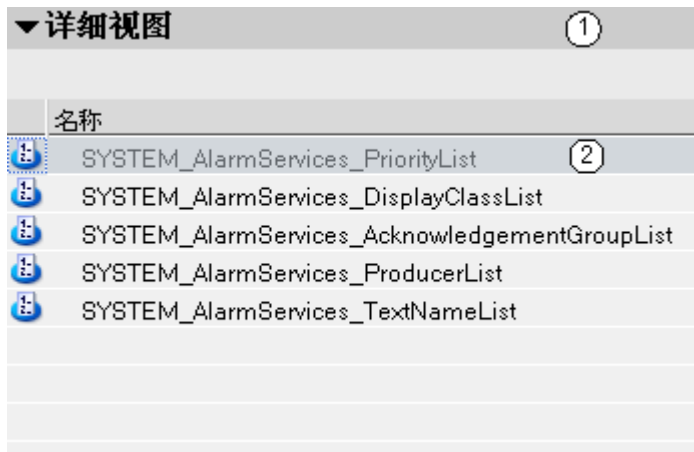 ▼详细视图 ①
名称
SYSTEM_AlarmServices_PriorityList ②
SYSTEM_AlarmServices_DisplayClassList
SYSTEM_AlarmServices_AcknowledgementGroupList
SYSTEM_AlarmServices_ProducerList
SYSTEM_AlarmServices_TextNameList